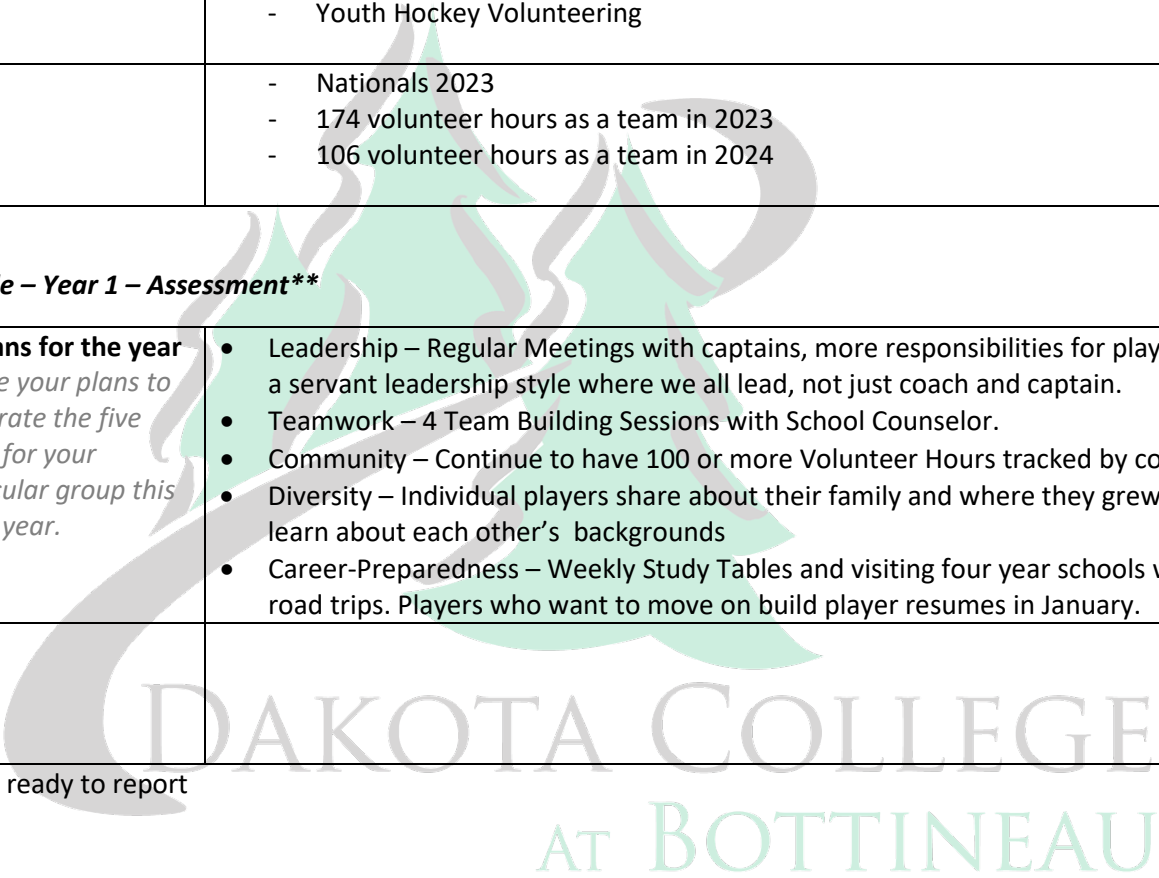 - Youth Hockey Volunteering
- Nationals 2023
- 174 volunteer hours as a team in 2023
- 106 volunteer hours as a team in 2024
e – Year 1 – Assessment**
ns for the year
e your plans to
rate the five
for your
cular group this
year.
• Leadership – Regular Meetings with captains, more responsibilities for play
a servant leadership style where we all lead, not just coach and captain.
• Teamwork – 4 Team Building Sessions with School Counselor.
• Community – Continue to have 100 or more Volunteer Hours tracked by co
• Diversity – Individual players share about their family and where they grew
learn about each other’s  backgrounds
• Career-Preparedness – Weekly Study Tables and visiting four year schools w
road trips. Players who want to move on build player resumes in January.
DAKOTA COLLEGE
ready to report
AT BOTTINEAU